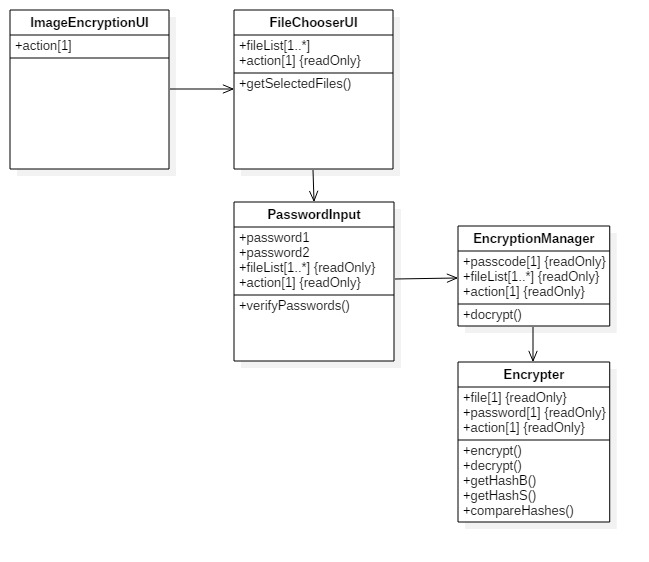 ImageEncryptionUI
+action[1]
FileChooserUI
+fileList[1..*]
+action[1] {readOnly}
+getSelectedFiles()
PasswordInput
+password1
+password2
+fileList[1..*] {readOnly}
+action[1] {readOnly}
+verifyPasswords()
EncryptionManager
+passcode[1] {readOnly}
+fileList[1..*] {readOnly}
+action[1] {readOnly}
+docrypt()
Encrypter
+file[1] {readOnly}
+password[1] {readOnly}
+action[1] {readOnly}
+encrypt()
+decrypt()
+getHashB()
+getHashS()
+compareHashes()